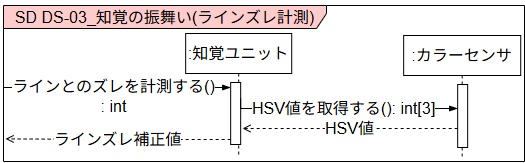 SD DS-03_知覚の振舞い(ラインズレ計測)
:知覚ユニット
:カラーセンサ
ラインとのズレを計測する()
: int
HSV値を取得する(): int[3]
HSV値
ラインズレ補正値